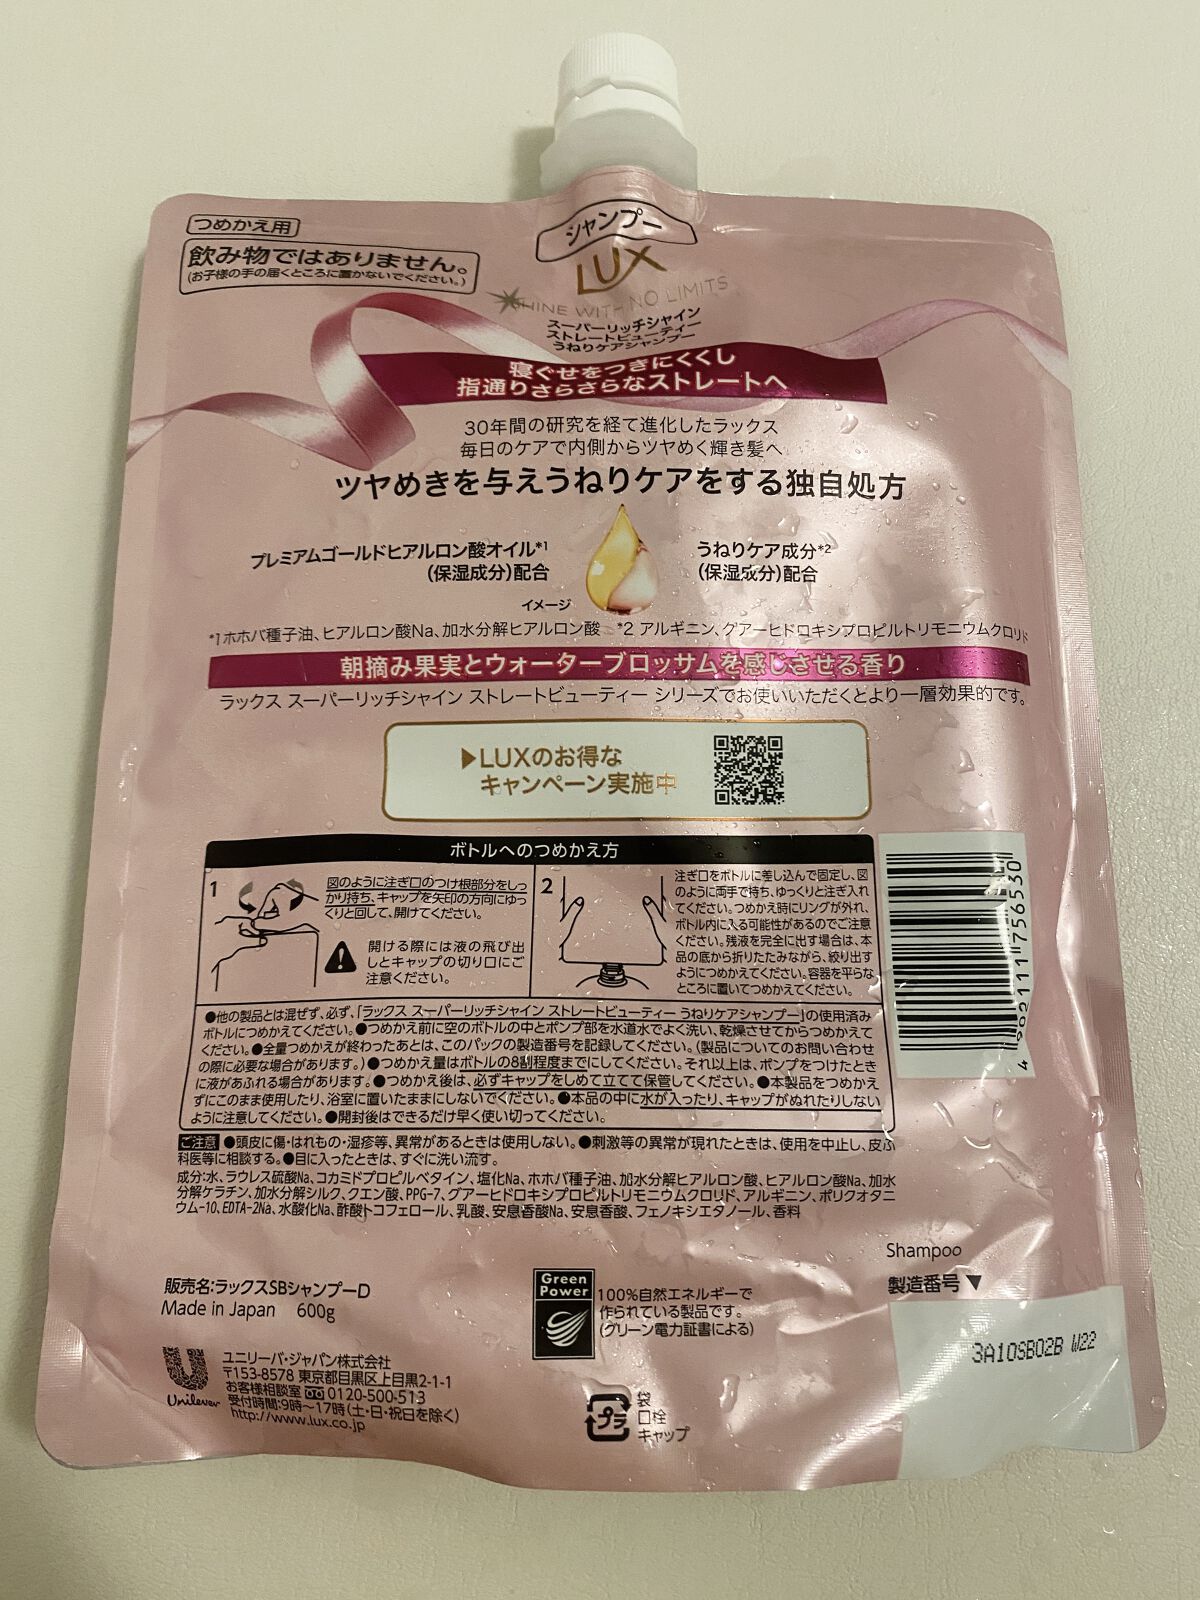 つめかえ用
飲み物ではありません。
(お子様の手の届くところに置かないでください。)
シャンプー
LUX
SHINE WITH NO LIMITS
スーパーリッチシャイン
ストレートビューティー
うねりケアシャンプー
寝ぐせをつきにくくし
指通りさらさらなストレートへ
30年間の研究を経て進化したラックス
毎日のケアで内側からツヤめく輝き髪へ
ツヤめきを与えうねりケアをする独自処方
プレミアムゴールドヒアルロン酸オイル*1
(保湿成分)配合
うねりケア成分*2
(保湿成分)配合
イメージ
*1 ホホバ種子油、ヒアルロン酸Na、加水分解ヒアルロン酸 *2 アルギニン、グアーヒドロキシプロピルトリモニウムクロリド
朝摘み果実とウォーターブロッサムを感じさせる香り
ラックス スーパーリッチシャイン ストレートビューティー シリーズでお使いいただくとより一層効果的です。
▶LUXのお得な
キャンペーン実施中
ボトルへのつめかえ方
1
図のように注ぎ口のつけ根部分をしっ
かり持ち、キャップを矢印の方向にゆっ
くりと回して、開けてください。
開ける際には液の飛び出
しとキャップの切り口にご
注意ください。
2
注ぎ口をボトルに差し込んで固定し、図
のように両手で持ち、ゆっくりと注ぎ入れ
てください。つめかえ時にリングが外れ、
ボトル内に入る可能性があるのでご注意
ください。残液を完全に出す場合は、本
品の底から折りたたみながら、絞り出す
ようにつめかえてください。容器を平らな
ところに置いてつめかえてください。
●他の製品とは混ぜず、必ず、「ラックス スーパーリッチシャイン ストレートビューティー うねりケアシャンプー」の使用済み
ボトルにつめかえてください。●つめかえ前に空のボトルの中とポンプ部を水道水でよく洗い、乾燥させてからつめかえて
ください。●全量つめかえが終わったあとは、このパックの製造番号を記録してください。(製品についてのお問い合わせ
の際に必要な場合があります。)●つめかえ量はボトルの8割程度までにしてください。それ以上は、ポンプをつけたとき
に液があふれる場合があります。●つめかえ後は、必ずキャップをしめて立てて保管してください。●本製品をつめかえ
ずにこのまま使用したり、浴室に置いたままにしないでください。●本品の中に水が入ったり、キャップがぬれたりしない
ように注意してください。●開封後はできるだけ早く使い切ってください。
ご注意 ●頭皮に傷・はれもの・湿疹等、異常があるときは使用しない。●刺激等の異常が現れたときは、使用を中止し、皮ふ
科医等に相談する。●目に入ったときは、すぐに洗い流す。
成分:水、ラウレス硫酸Na、コカミドプロピルベタイン、塩化Na、ホホバ種子油、加水分解ヒアルロン酸、ヒアルロン酸Na、加水
分解ケラチン、加水分解シルク、クエン酸、PPG-7、グアーヒドロキシプロピルトリモニウムクロリド、アルギニン、ポリクオタニ
ウム-10、EDTA-2Na、水酸化Na、酢酸トコフェロール、乳酸、安息香酸Na、安息香酸、フェノキシエタノール、香料
4 902111 756530
Shampoo
製造番号▼
3A10SB02B W22
販売名:ラックスSBシャンプーD
Made in Japan 600g
Green
Power
100%自然エネルギーで
作られている製品です。
(グリーン電力証書による)
Unilever
ユニリーバ・ジャパン株式会社
〒153-8578 東京都目黒区上目黒2-1-1
お客様相談室 0120-500-513
受付時間:9時～17時(土・日・祝日を除く)
http://www.lux.co.jp
プラ
袋
口栓
キャップ